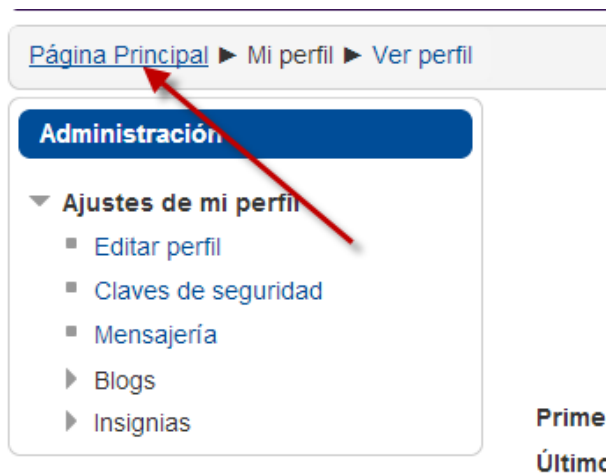 Página Principal ► Mi perfil ► Ver perfil
Administración
Ajustes de mi perfil
Editar perfil
Claves de seguridad
Mensajería
Blogs
Insignias